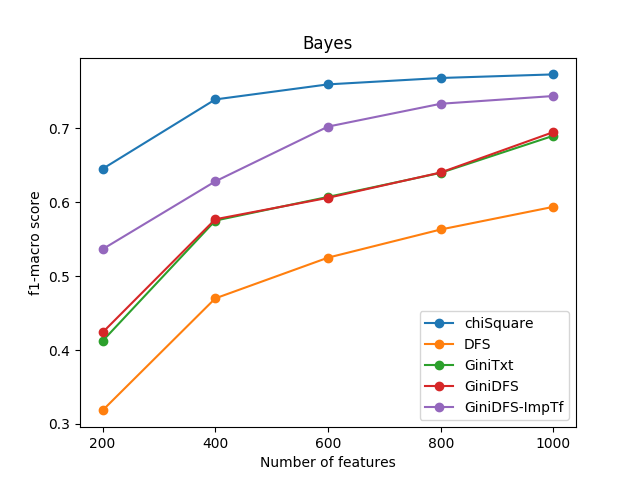 Bayes
0.7
0.6
0.5
0.4
0.3
f1-macro score
200 400 600 800 1000
Number of features
chiSquare
DFS
GiniTxt
GiniDFS
GiniDFS-ImpTf